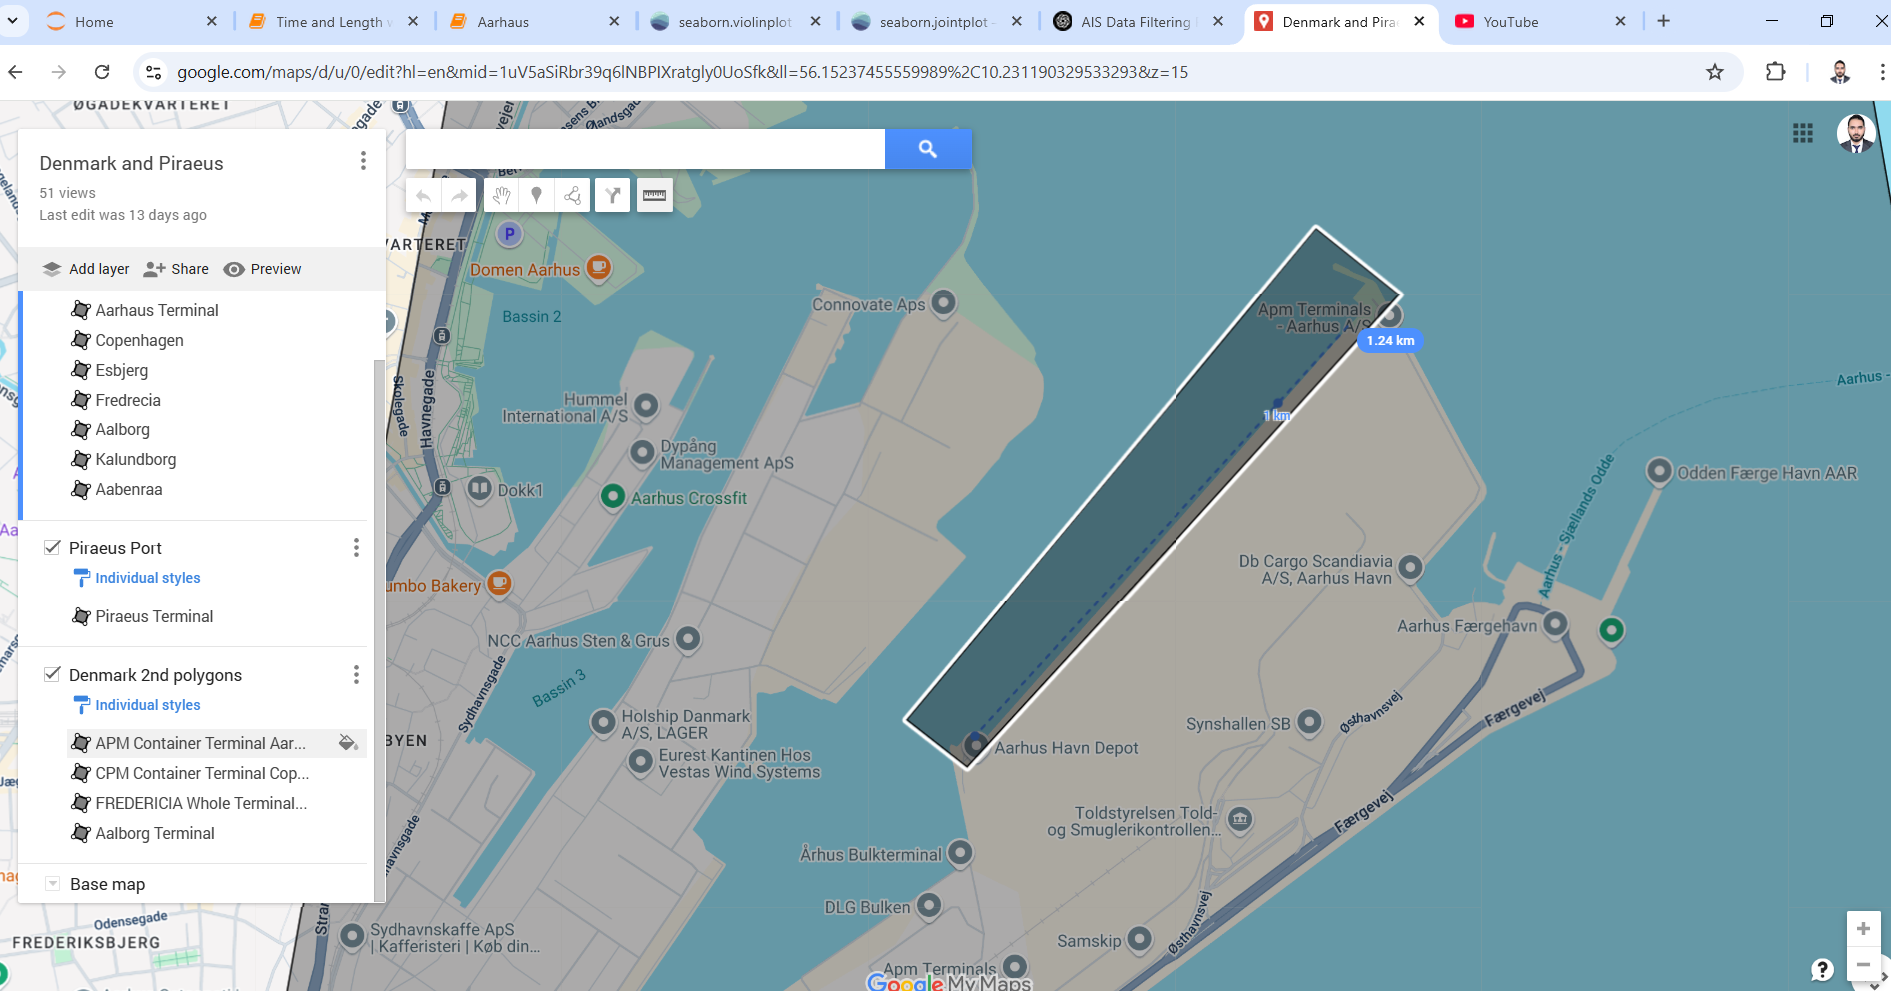 Home
Time and Length v
Aarhaus
seaborn.violinplot
seaborn.jointplot -
AIS Data Filtering
Denmark and Pira
YouTube
google.com/maps/d/u/0/edit?hl=en&mid=1uV5aSiRbr39q6lNBPIXratgly0UoSfk&ll=56.15237455559989%2C10.231190329533293&z=15
ØGADEKVARTERET
Ølandsgade
Denmark and Piraeus
51 views
Last edit was 13 days ago
Add layer
Share
Preview
Aarhaus Terminal
Copenhagen
Esbjerg
Fredrecia
Aalborg
Kalundborg
Aabenraa
Piraeus Port
Individual styles
Piraeus Terminal
Denmark 2nd polygons
Individual styles
APM Container Terminal Aar...
CPM Container Terminal Cop...
FREDERICIA Whole Terminal...
Aalborg Terminal
Base map
P
VARTERET
Domen Aarhus
Bassin 2
Connovate Aps
Apm Terminals
- Aarhus A/S
1.24 km
Aarhus -
Skolegade
Havnegade
Hummel
International A/S
1 km
Dypång
Management ApS
Dokk1
Aarhus Crossfit
Odden Færge Havn AAR
Aarhus - Sjællands Odde
Db Cargo Scandiavia
A/S, Aarhus Havn
umbo Bakery
NCC Aarhus Sten & Grus
Aarhus Færgehavn
Bassin 3
Sydhavnsgade
Holship Danmark
A/S, LAGER
BYEN
Eurest Kantinen Hos
Vestas Wind Systems
Aarhus Havn Depot
Synshallen SB
Østhavnsvej
Færgevej
Toldstyrelsen Told-
og Smuglerikontrollen...
Færgevej
avnsgade
Århus Bulkterminal
DLG Bulken
Odensegade
FREDERIKSBJERG
Stran
Sydhavnskaffe ApS
| Kafferisteri | Køb din...
Samskip
Østhavnsvej
Apm Terminals
Google My Maps